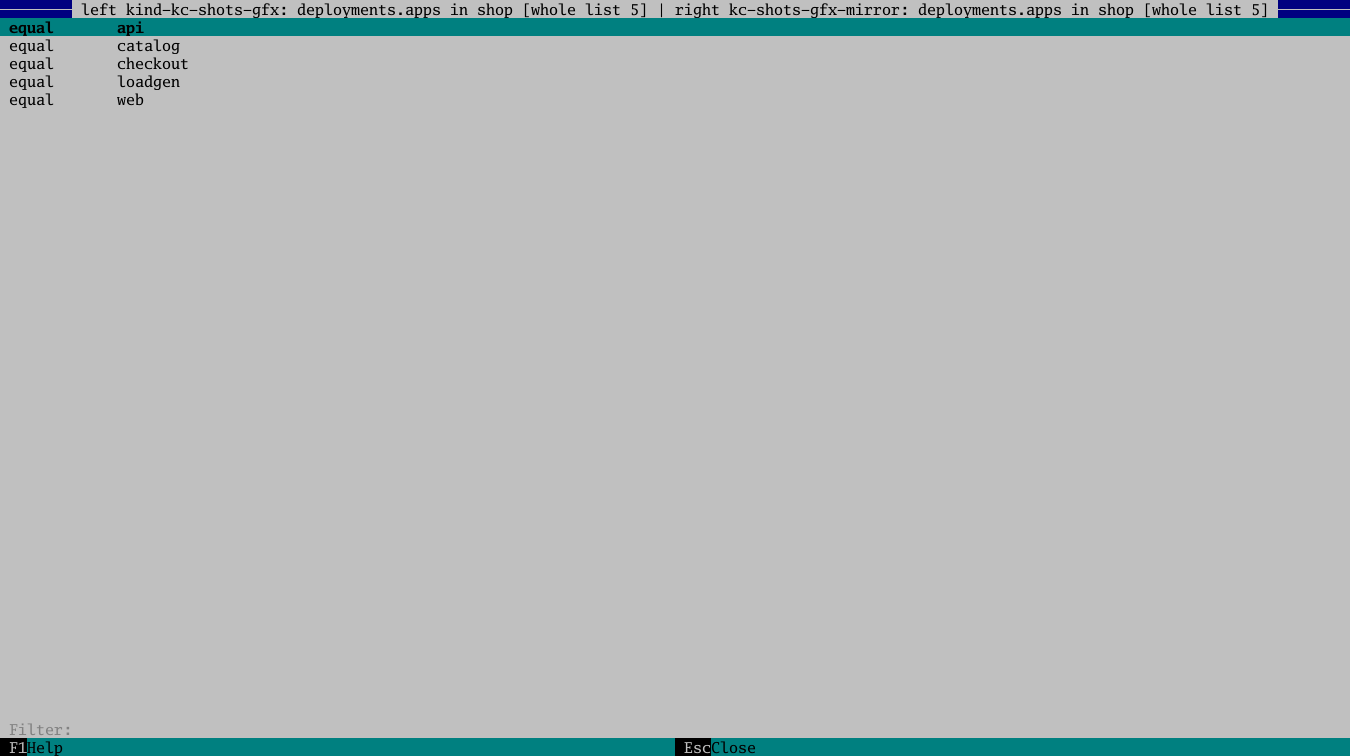 left kind-kc-shots-gfx: deployments.apps in shop [whole list 5] | right kc-shots-gfx-mirror: deployments.apps in shop [whole list 5]
equal api
equal catalog
equal checkout
equal loadgen
equal web
Filter:
F1Help EscClose